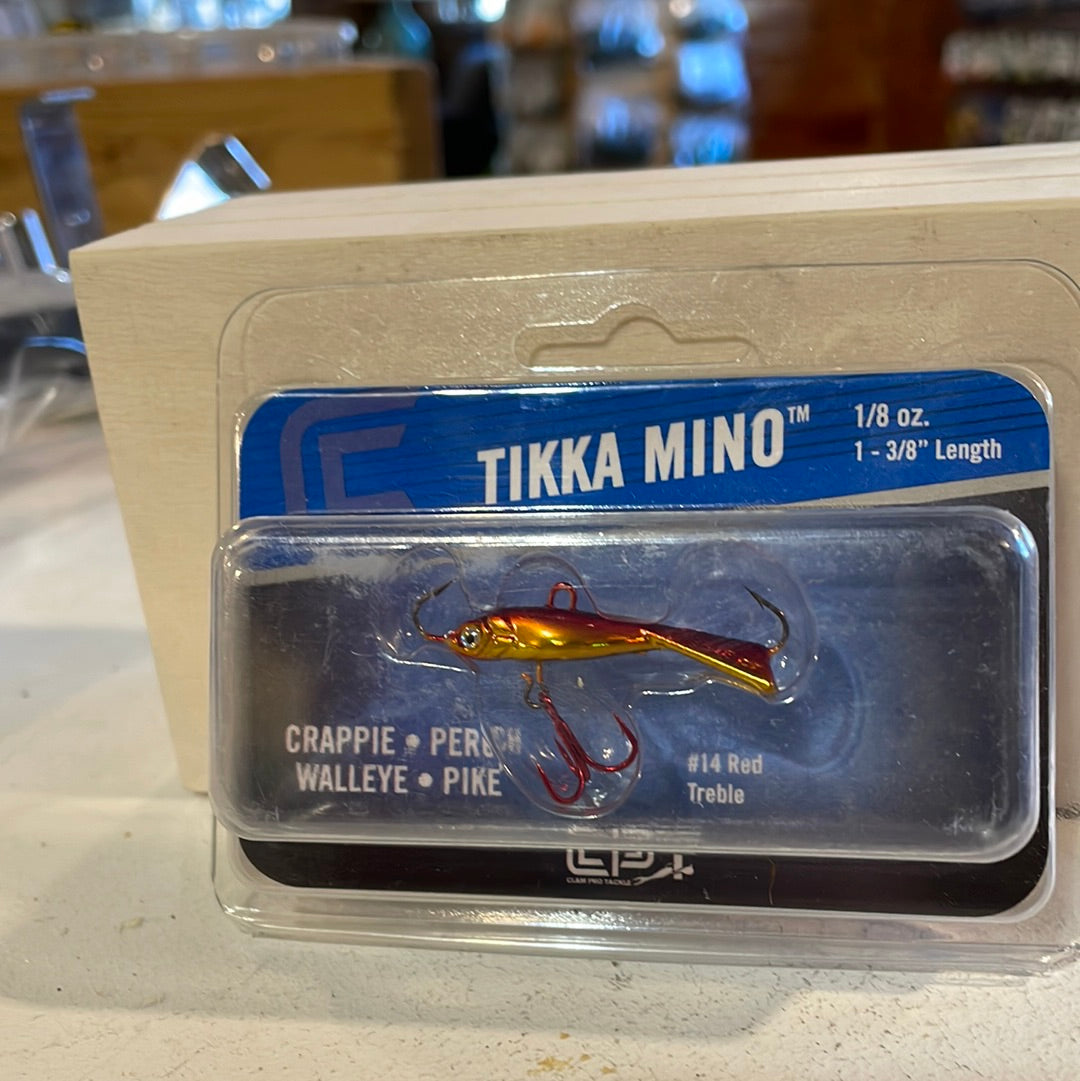 TIKKA MINO™
1/8 oz.
1 - 3/8” Length
CRAPPIE • PERCH
WALLEYE • PIKE
#14 Red
Treble
CPT
CLAM PRO TACKLE